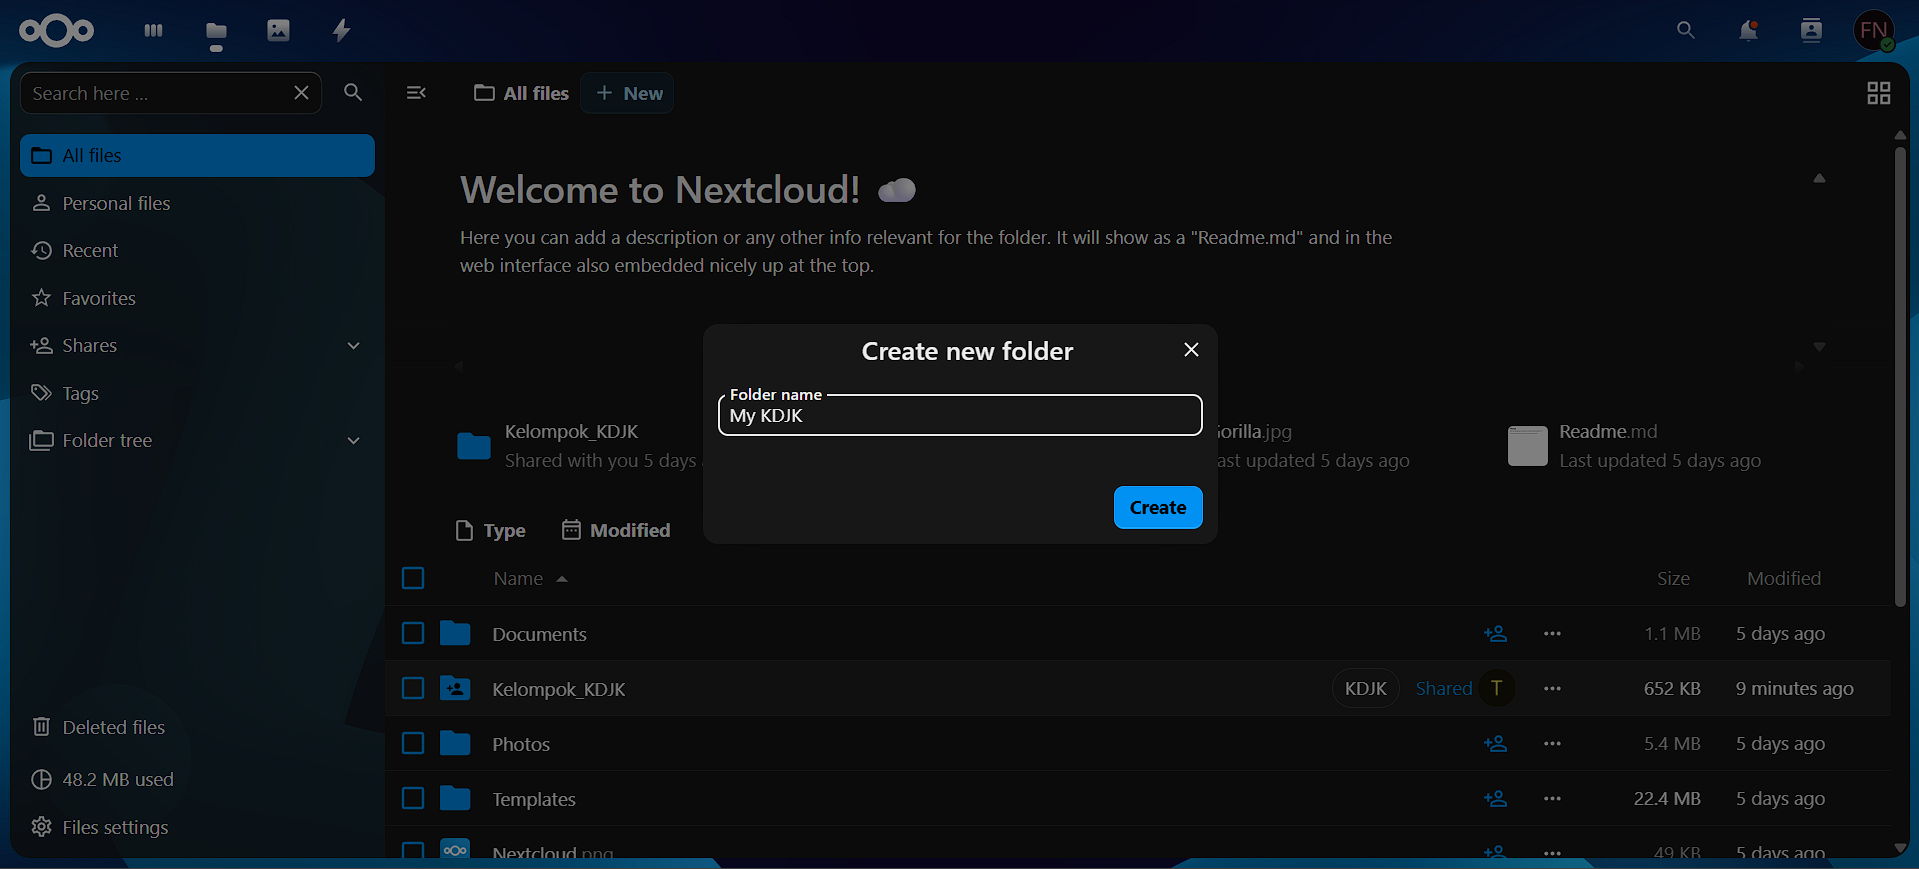 FN
Search here ...
All files
New
All files
Personal files
Recent
Favorites
Shares
Tags
Folder tree
Deleted files
48.2 MB used
Files settings
Welcome to Nextcloud!
Here you can add a description or any other info relevant for the folder. It will show as a "Readme.md" and in the
web interface also embedded nicely up at the top.
Create new folder
Folder name
My KDJK
Create
Kelompok_KDJK
Shared with you 5 days
Gorilla.jpg
Last updated 5 days ago
Readme.md
Last updated 5 days ago
Type
Modified
Name
Size
Modified
Documents
1.1 MB
5 days ago
Kelompok_KDJK
KDJK
Shared
T
652 KB
9 minutes ago
Photos
5.4 MB
5 days ago
Templates
22.4 MB
5 days ago
Nextcloud.png
49 KB
5 days ago